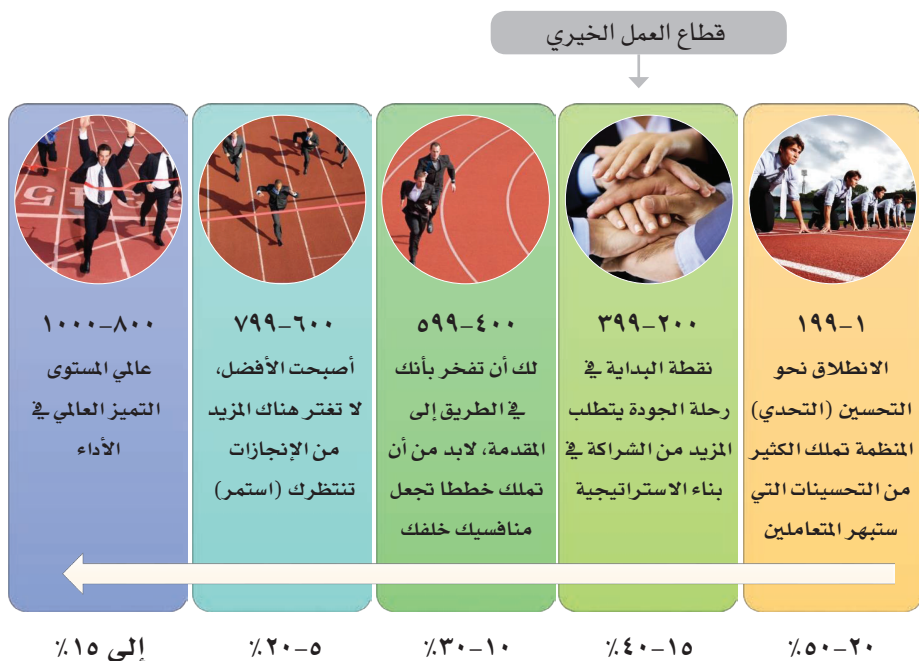 قطاع العمل الخيري
١-١٩٩
الانطلاق نحو
التحسين (التحدي)
المنظمة تملك الكثير
من التحسينات التي
ستبهر المتعاملين
٢٠٠-٣٩٩
نقطة البداية في
رحلة الجودة يتطلب
المزيد من الشراكة في
بناء الاستراتيجية
٤٠٠-٥٩٩
لك أن تفخر بأنك
في الطريق إلى
المقدمة، لابد من أن
تملك خططا تجعل
منافسيك خلفك
٦٠٠-٧٩٩
أصبحت الأفضل،
لا تغتر هناك المزيد
من الإنجازات
تنتظرك (استمر)
٨٠٠-١٠٠٠
عالمي المستوى
التميز العالمي في
الأداء
٢٠-٥٠٪
١٥-٤٠٪
١٠-٣٠٪
٥-٢٠٪
إلى ١٥٪